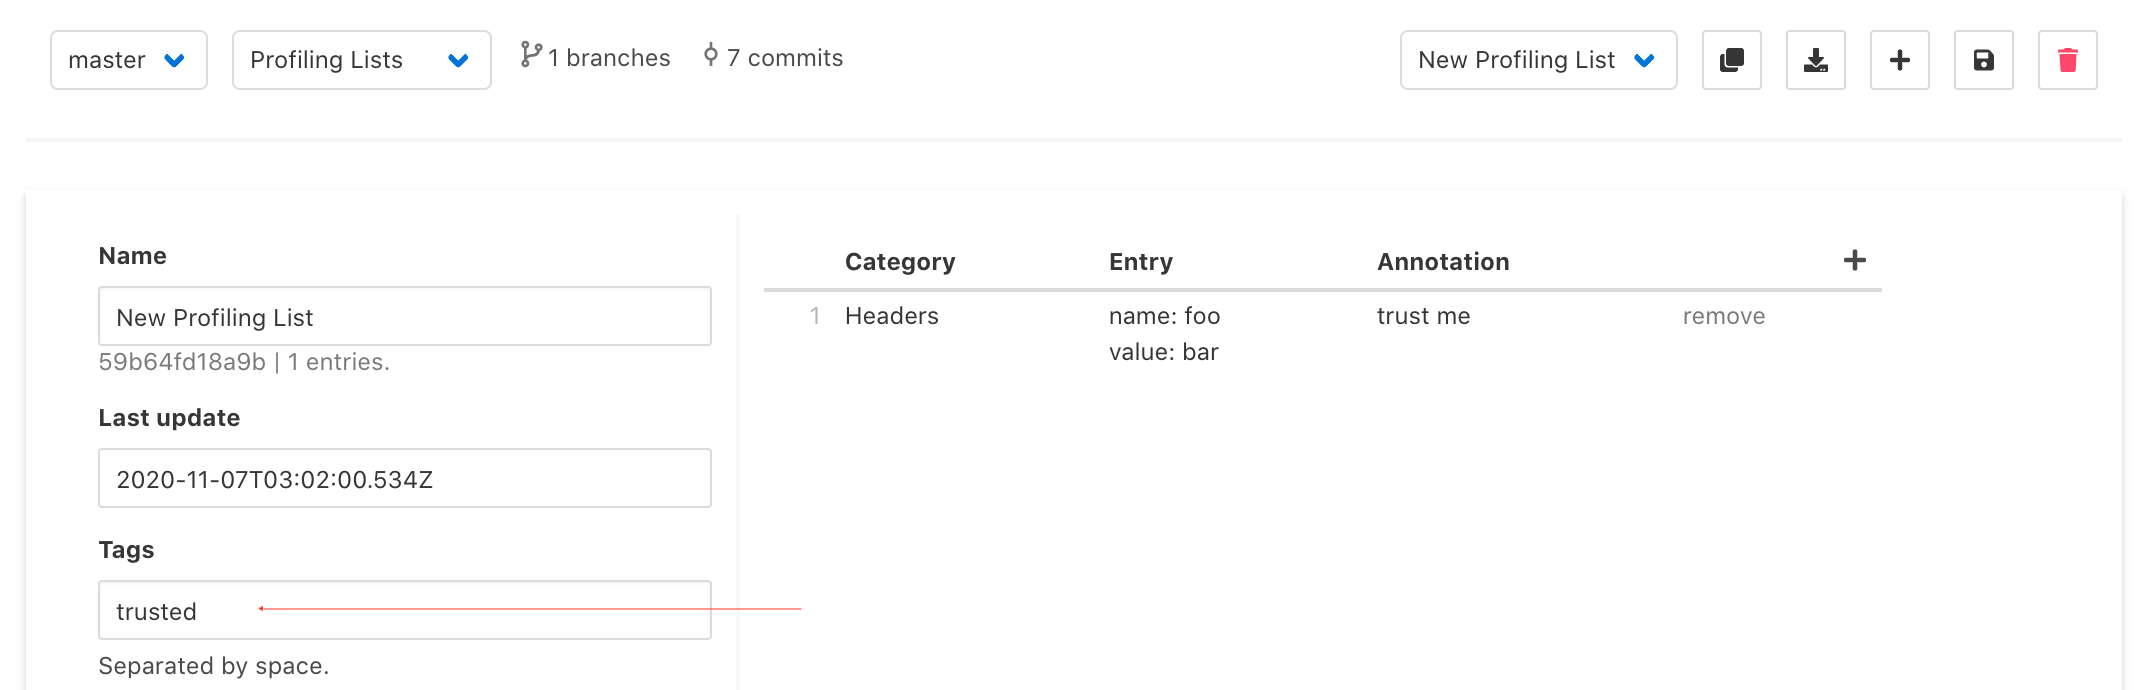 master
Profiling Lists
1 branches
7 commits
New Profiling List
Name
New Profiling List
59b64fd18a9b | 1 entries.
Last update
2020-11-07T03:02:00.534Z
Tags
trusted
Separated by space.
Category Entry Annotation
1 Headers name: foo trust me remove
value: bar